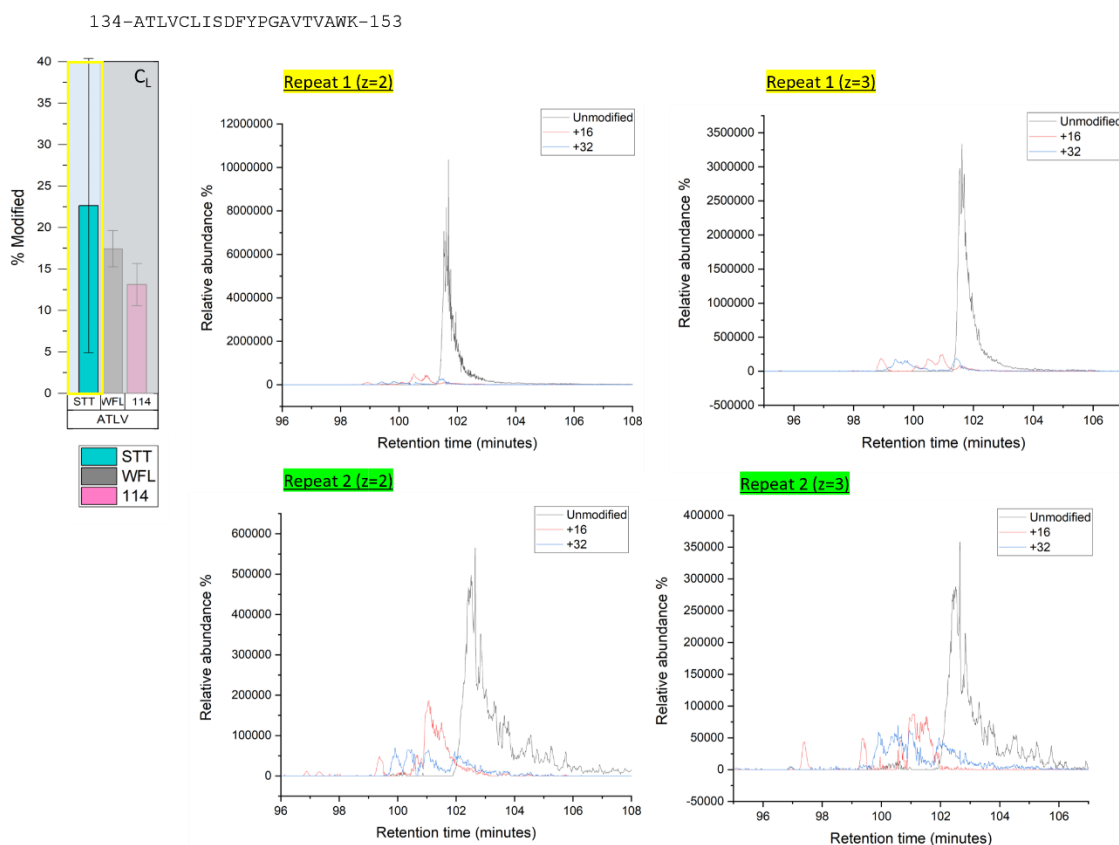 134-ATLVCLISDFYPGAVTVAWK-153
40
35
30
25
20
15
10
5
0
% Modified
C_L
STT WFL 114
ATLV
STT
WFL
114
Repeat 1 (z=2)
12000000
10000000
8000000
6000000
4000000
2000000
0
Relative abundance %
Unmodified
+16
+32
96 98 100 102 104 106 108
Retention time (minutes)
Repeat 1 (z=3)
3500000
3000000
2500000
2000000
1500000
1000000
500000
0
-500000
Relative abundance %
Unmodified
+16
+32
96 98 100 102 104 106
Retention time (minutes)
Repeat 2 (z=2)
600000
500000
400000
300000
200000
100000
0
Relative abundance %
Unmodified
+16
+32
96 98 100 102 104 106 108
Retention time (minutes)
Repeat 2 (z=3)
400000
350000
300000
250000
200000
150000
100000
50000
0
-50000
Relative abundance %
Unmodified
+16
+32
96 98 100 102 104 106
Retention time (minutes)